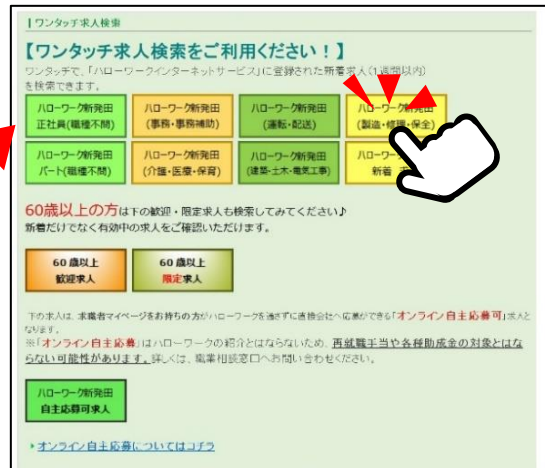 ワンタッチ求人検索
【ワンタッチ求人検索をご利用ください！】
ワンタッチで、「ハローワークインターネットサービス」に登録された新着求人(1週間以内)
を検索できます。
ハローワーク新発田 ハローワーク新発田 ハローワーク新発田 ハローワーク新発田
正社員(職種不問) (事務・事務補助) (運転・配送) (製造・修理・保全)
ハローワーク新発田 ハローワーク新発田 ハローワーク新発田 ハローワーク
パート(職種不問) (介護・医療・保育) (建築・土木・電気工事) 新着
60歳以上の方は下の歓迎・限定求人も検索してみてください♪
新着だけでなく有効中の求人をご確認いただけます。
60歳以上 60歳以上
歓迎求人 限定求人
下の求人は、求職者マイページをお持ちの方がハローワークを通さずに直接会社へ応募ができる「オンライン自主応募可」求人と
なります。
※「オンライン自主応募」はハローワークの紹介とはならないため、再就職手当や各種助成金の対象とはな
らない可能性があります。詳しくは、職業相談窓口へお問い合わせください。
ハローワーク新発田
自主応募可求人
オンライン自主応募についてはコチラ